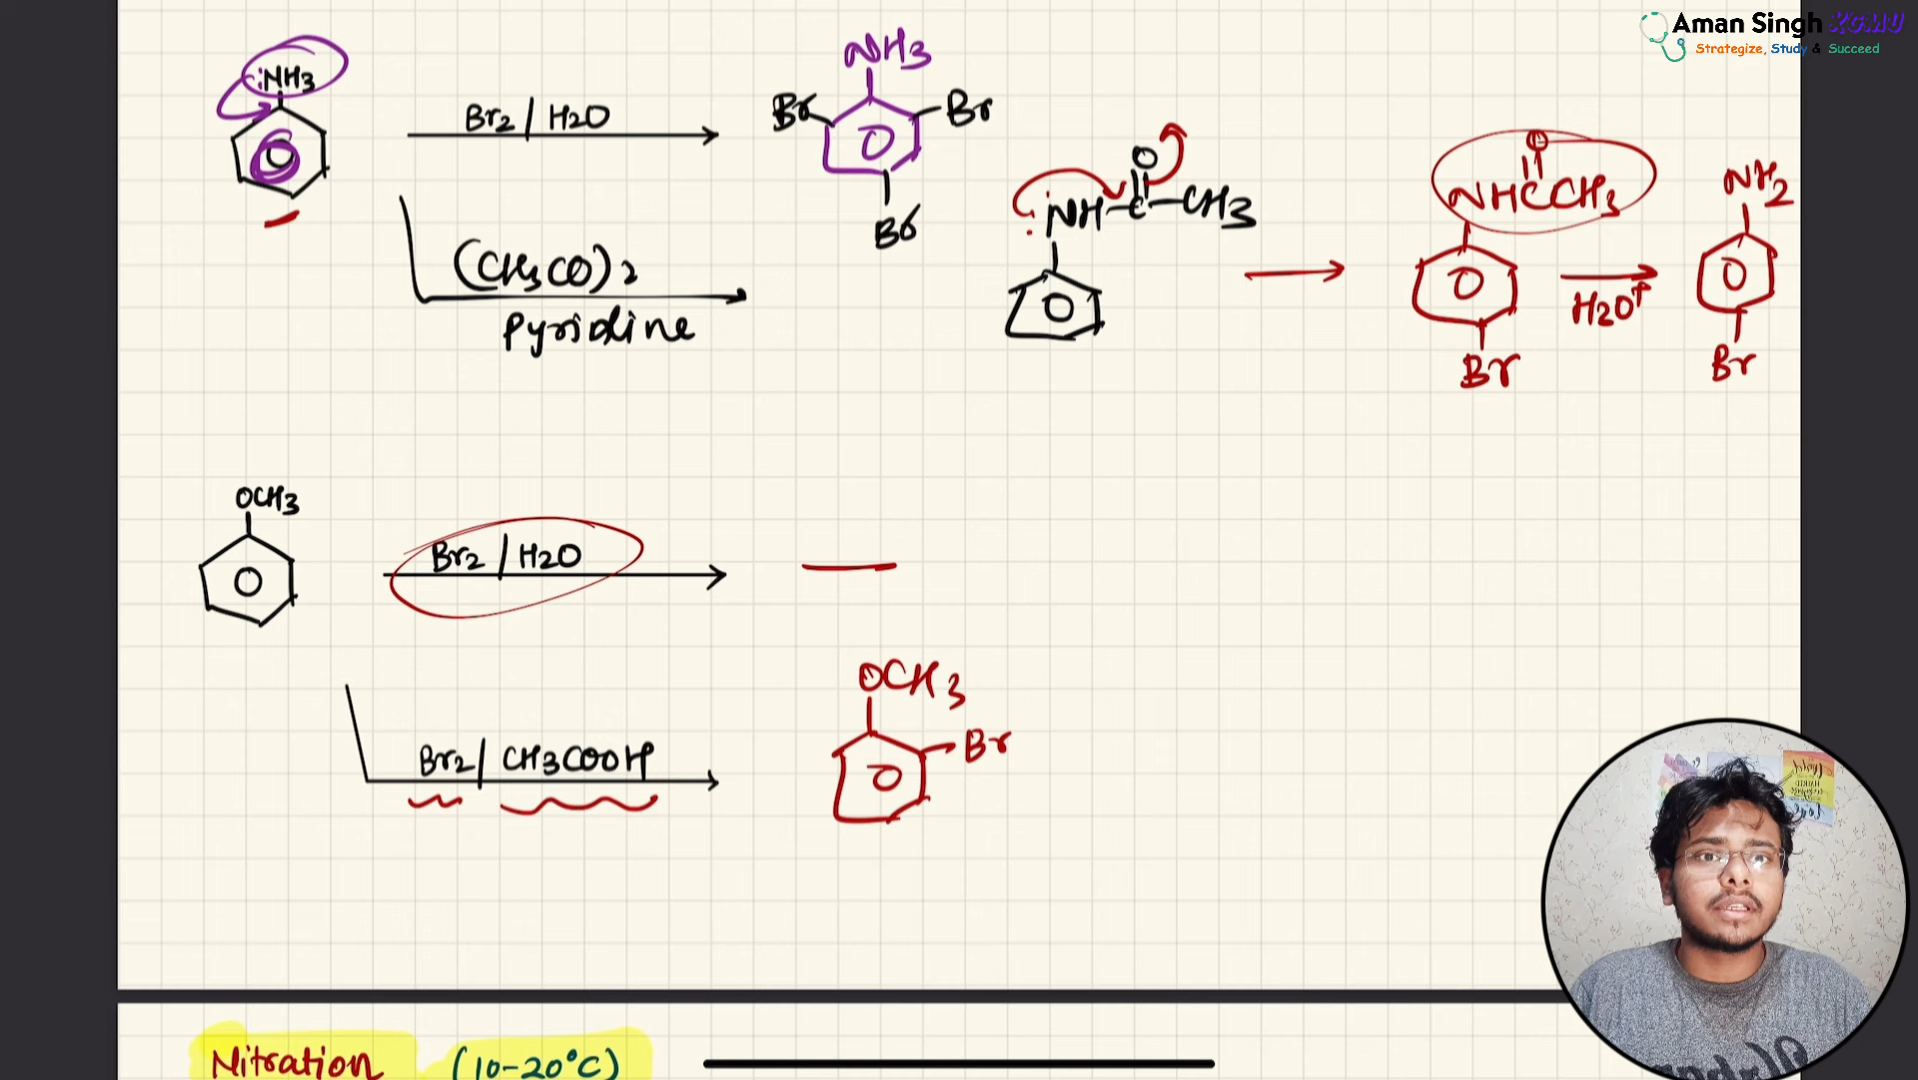 Aman Singh
Strategize, Study & Succeed
:NH3
Br2 | H2O
NH3
Br
Br
Br
(CH3CO)2
Pyridine
:NH-C-CH3
O
O
NHCCH3
Br
H2O+
NH2
Br
OCH3
Br2 | H2O
Br2 | CH3COOH
OCH3
Br
Nitration (10-20°C)